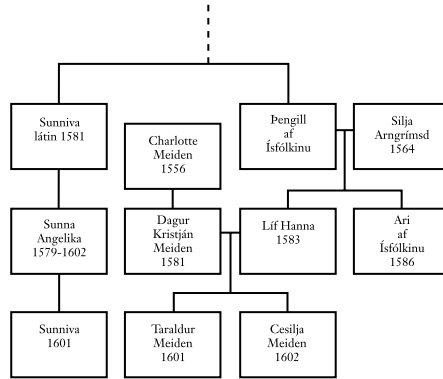 Sunniva
látin 1581
Þengill
af
Ísfólkinu
Silja
Arngrímsd
1564
Charlotte
Meiden
1556
Sunna
Angelika
1579-1602
Dagur
Kristján
Meiden
1581
Líf Hanna
1583
Ari
af
Ísfólkinu
1586
Sunniva
1601
Taraldur
Meiden
1601
Cesilja
Meiden
1602